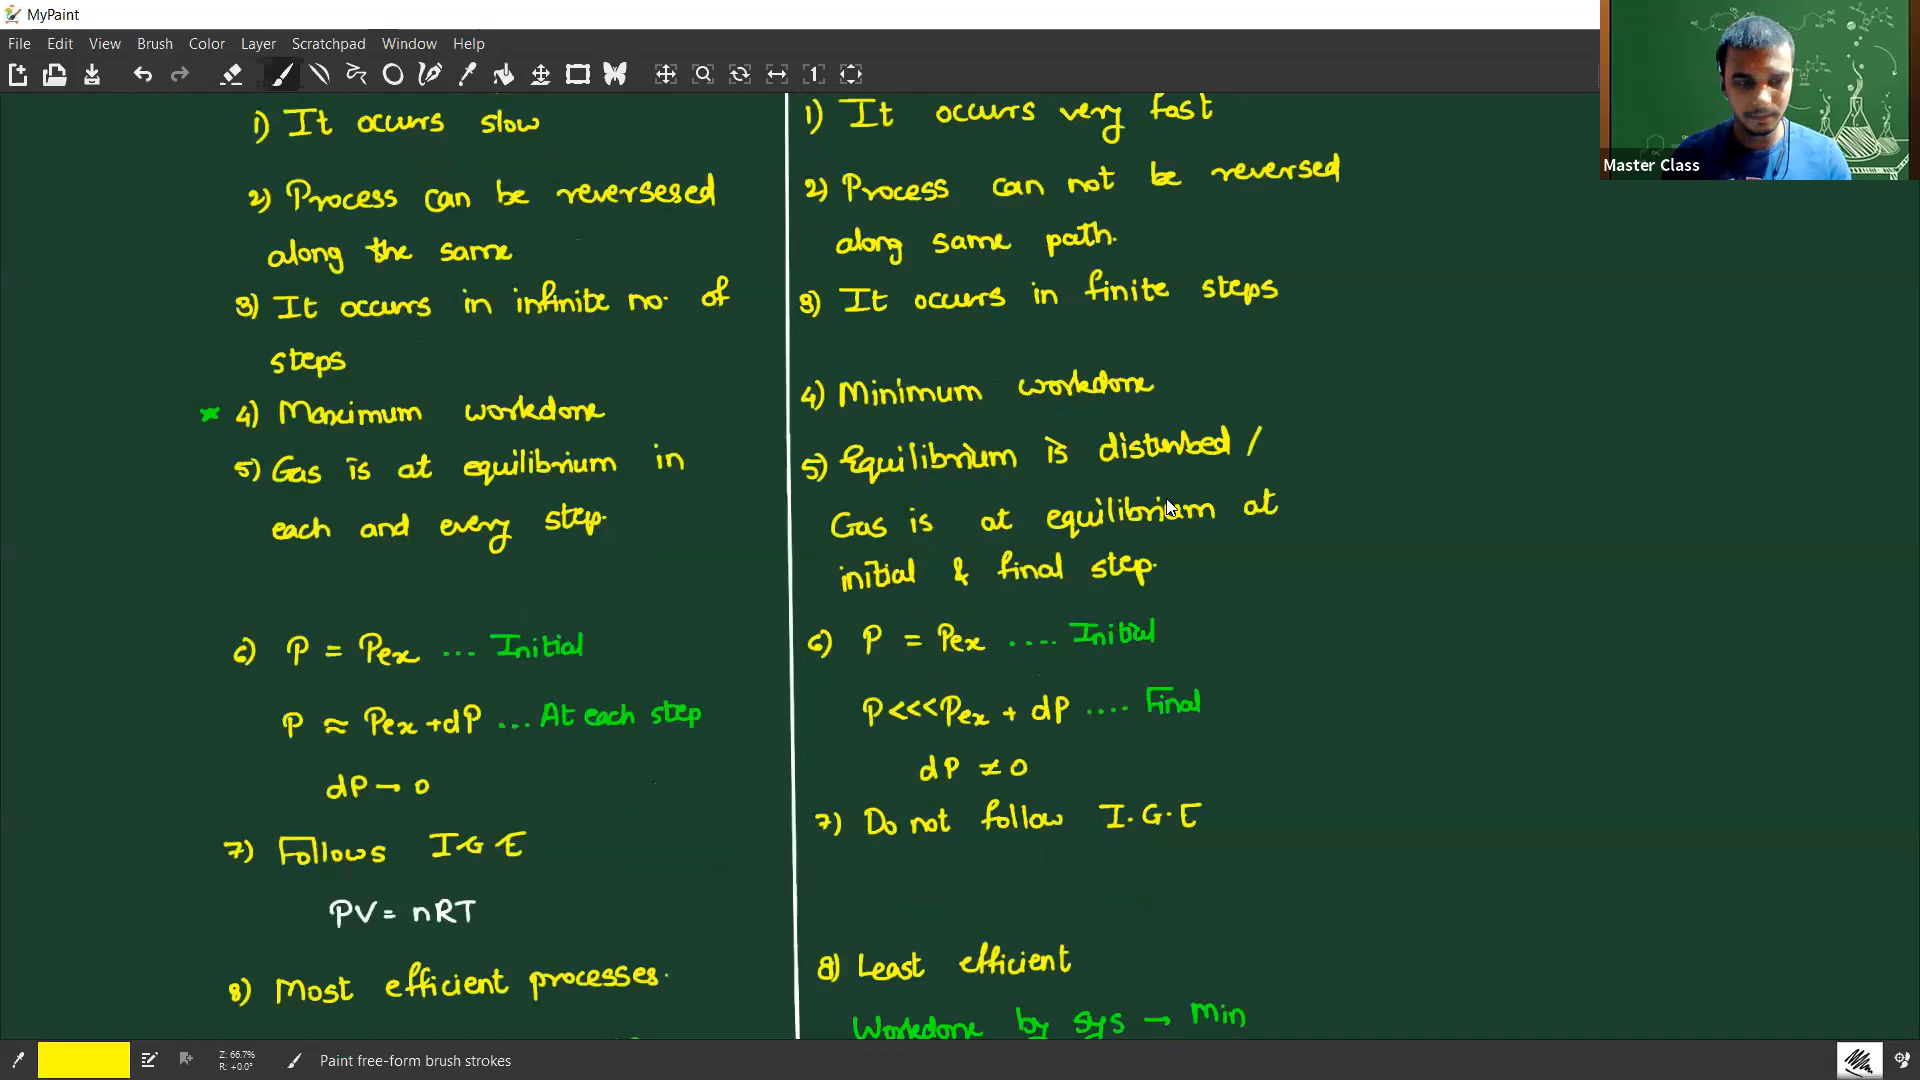 MyPaint
File Edit View Brush Color Layer Scratchpad Window Help
1
Master Class
1) It occurs slow
2) Process can be reversesed
along the same
3) It occurs in infinite no. of
steps
* 4) Maximum workdone
5) Gas is at equilibrium in
each and every step.
6) P = Pex ... Initial
P ≈ Pex + dP ... At each step
dP → 0
7) Follows I.G.E
PV = nRT
8) Most efficient processes.
1) It occurs very fast
2) Process can not be reversed
along same path.
3) It occurs in finite steps
4) Minimum workdone
5) Equilibrium is disturbed /
Gas is at equilibrium at
initial & final step.
6) P = Pex .... Initial
P<<<Pex + dP .... Final
dP ≠ 0
7) Do not follow I.G.E
8) Least efficient
Workdone by sys → Min
Z: 66.7%
R: +0.0°
Paint free-form brush strokes